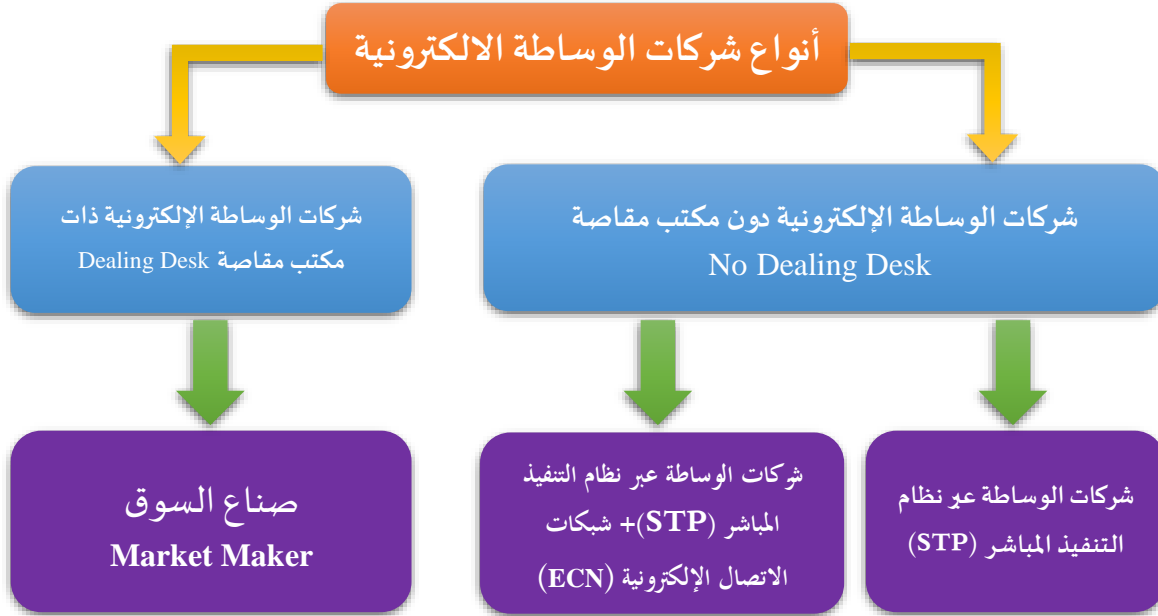 أنواع شركات الوساطة الالكترونية
شركات الوساطة الإلكترونية دون مكتب مقاصة
No Dealing Desk
شركات الوساطة الإلكترونية ذات
مكتب مقاصة Dealing Desk
شركات الوساطة عبر نظام
التنفيذ المباشر (STP)
شركات الوساطة عبر نظام التنفيذ
المباشر (STP)+ شبكات
الاتصال الإلكترونية (ECN)
صناع السوق
Market Maker